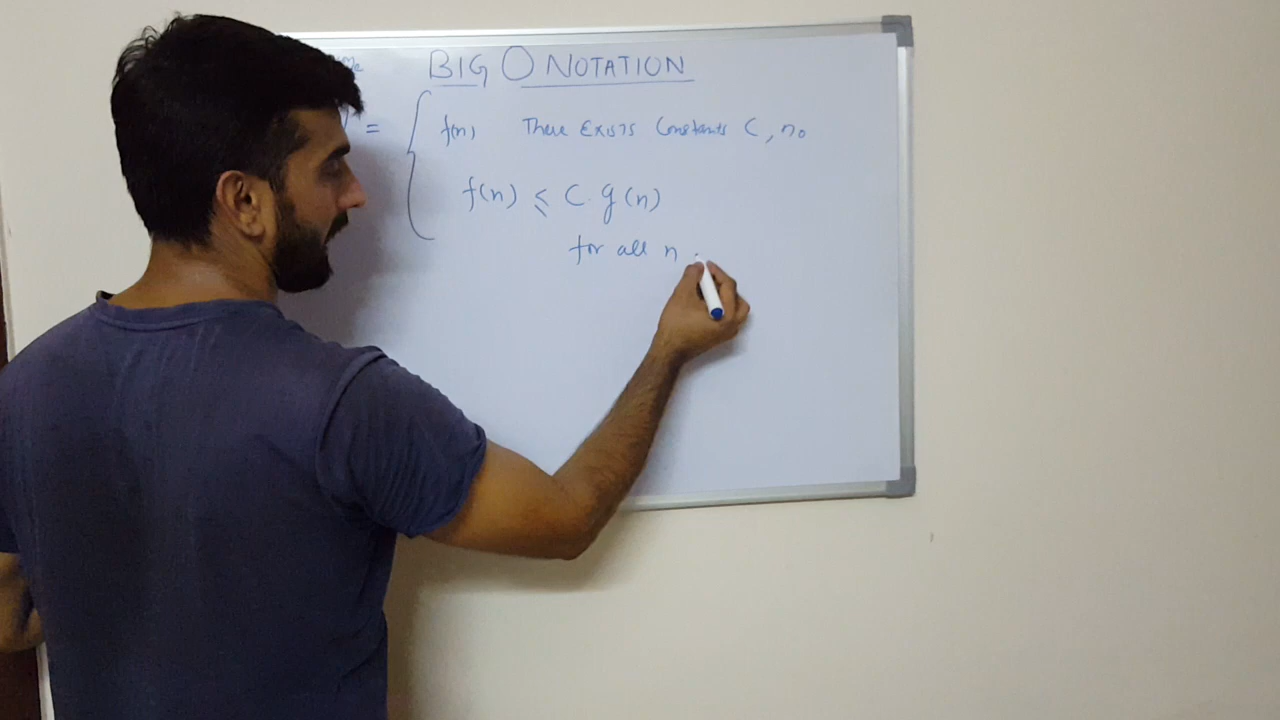 BIG O NOTATION
= { f(n) There Exists Constants C, n₀
f(n) ≤ C. g(n)
for all n